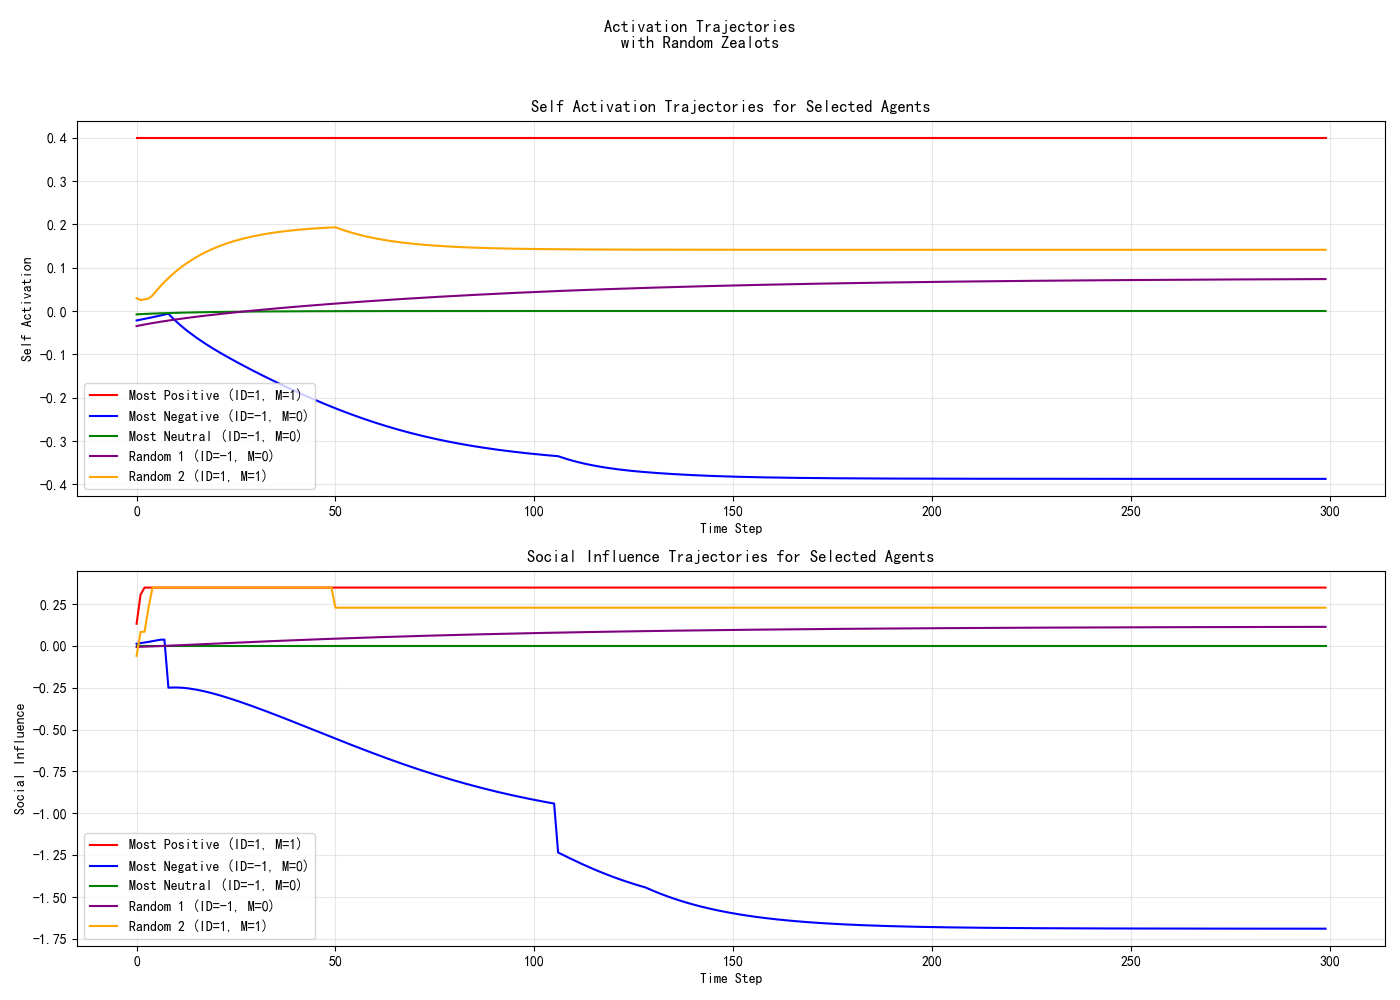 Activation Trajectories
with Random Zealots
Self Activation Trajectories for Selected Agents
0.4
0.3
0.2
0.1
0.0
−0.1
−0.2
−0.3
−0.4
Self Activation
Most Positive (ID=1, M=1)
Most Negative (ID=−1, M=0)
Most Neutral (ID=−1, M=0)
Random 1 (ID=−1, M=0)
Random 2 (ID=1, M=1)
0 50 100 150 200 250 300
Time Step
Social Influence Trajectories for Selected Agents
0.25
0.00
−0.25
−0.50
−0.75
−1.00
−1.25
−1.50
−1.75
Social Influence
Most Positive (ID=1, M=1)
Most Negative (ID=−1, M=0)
Most Neutral (ID=−1, M=0)
Random 1 (ID=−1, M=0)
Random 2 (ID=1, M=1)
0 50 100 150 200 250 300
Time Step